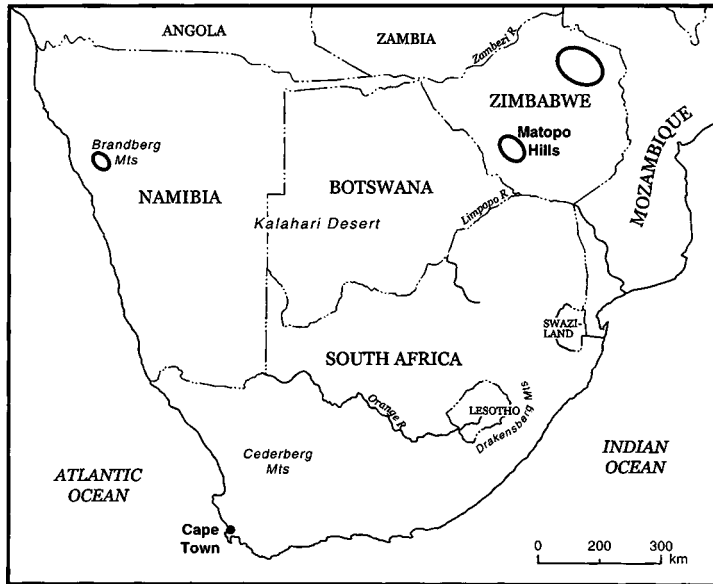 ANGOLA
ZAMBIA
Zambezi R
ZIMBABWE
Matopo
Hills
MOZAMBIQUE
Brandberg
Mts
NAMIBIA
BOTSWANA
Limpopo R
Kalahari Desert
SWAZI-
LAND
SOUTH AFRICA
Orange R
LESOTHO
Drakensberg Mts
Cederberg
Mts
ATLANTIC
OCEAN
INDIAN
OCEAN
Cape
Town
0 200 300
km